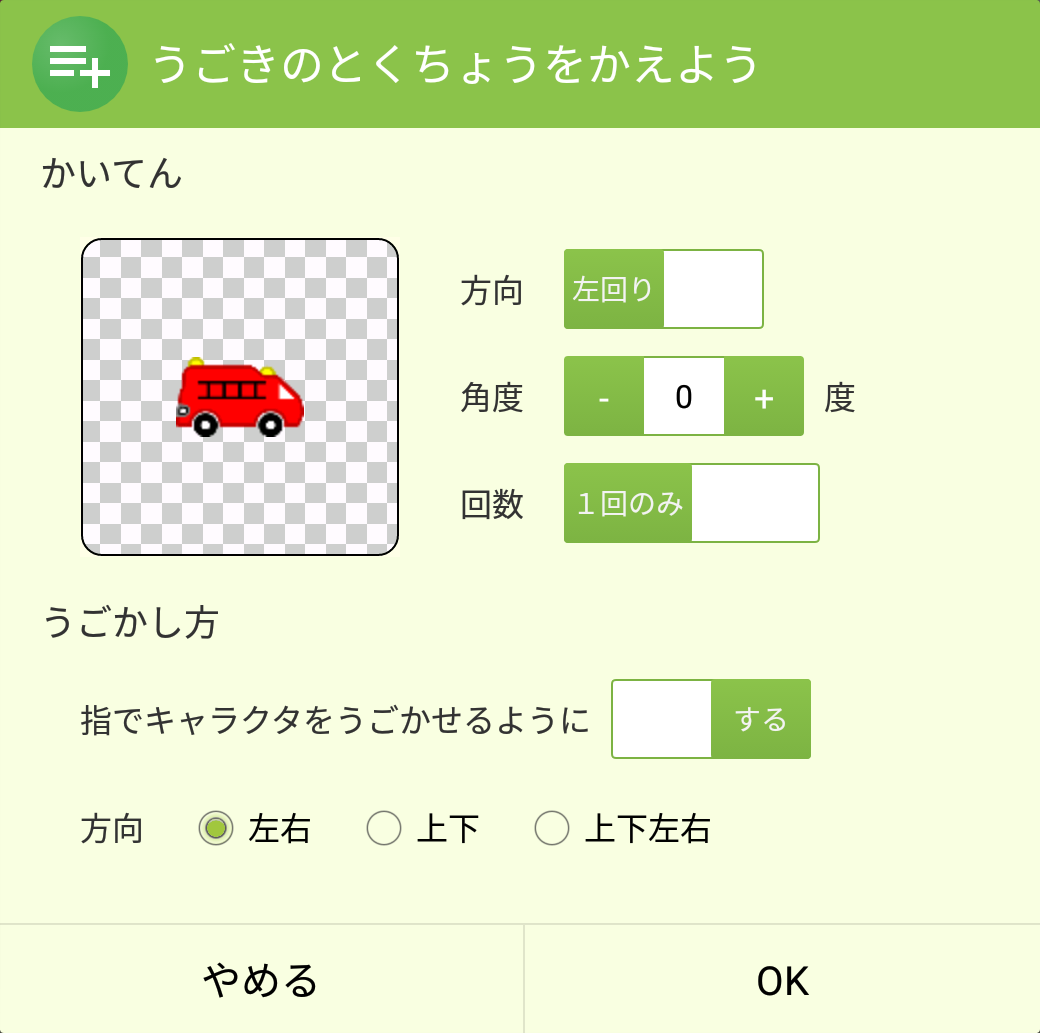 うごきのとくちょうをかえよう
かいてん
方向 左回り
角度 - 0 + 度
回数 １回のみ
うごかし方
指でキャラクタをうごかせるように する
方向 左右 上下 上下左右
やめる OK